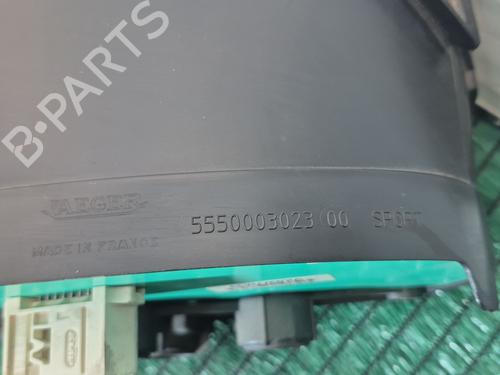 B-PARTS
JAEGER
5550003023 00 SPORT
MADE IN FRANCE